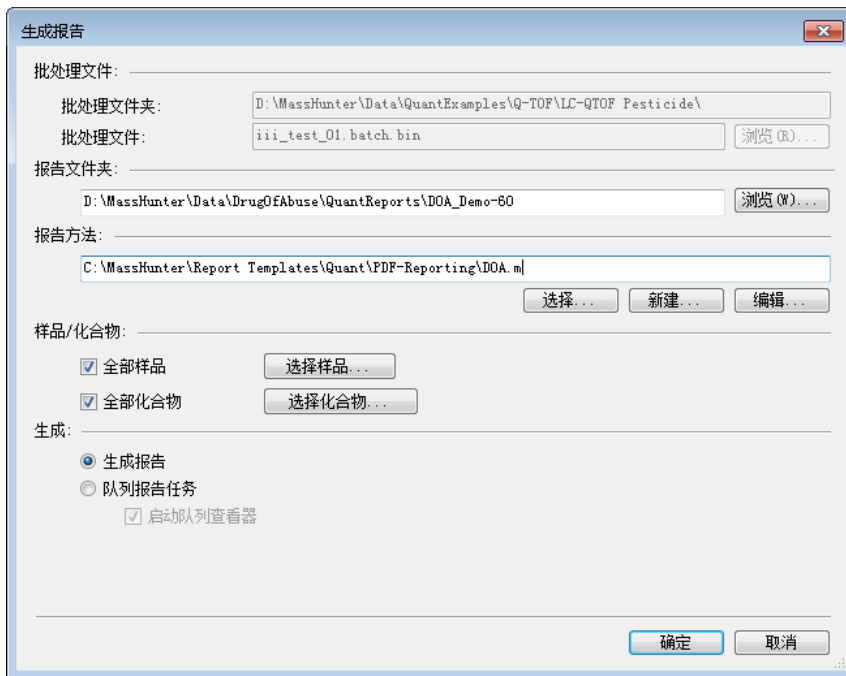 生成报告
批处理文件:
批处理文件夹: D:\MassHunter\Data\QuantExamples\Q-TOF\LC-QTOF Pesticide\
批处理文件: iii_test_01.batch.bin 浏览(R)...
报告文件夹:
D:\MassHunter\Data\DrugOfAbuse\QuantReports\DOA_Demo-60 浏览(W)...
报告方法:
C:\MassHunter\Report Templates\Quant\PDF-Reporting\DOA.m
选择... 新建... 编辑...
样品/化合物:
全部样品 选择样品...
全部化合物 选择化合物...
生成:
生成报告
队列报告任务
启动队列查看器
确定 取消